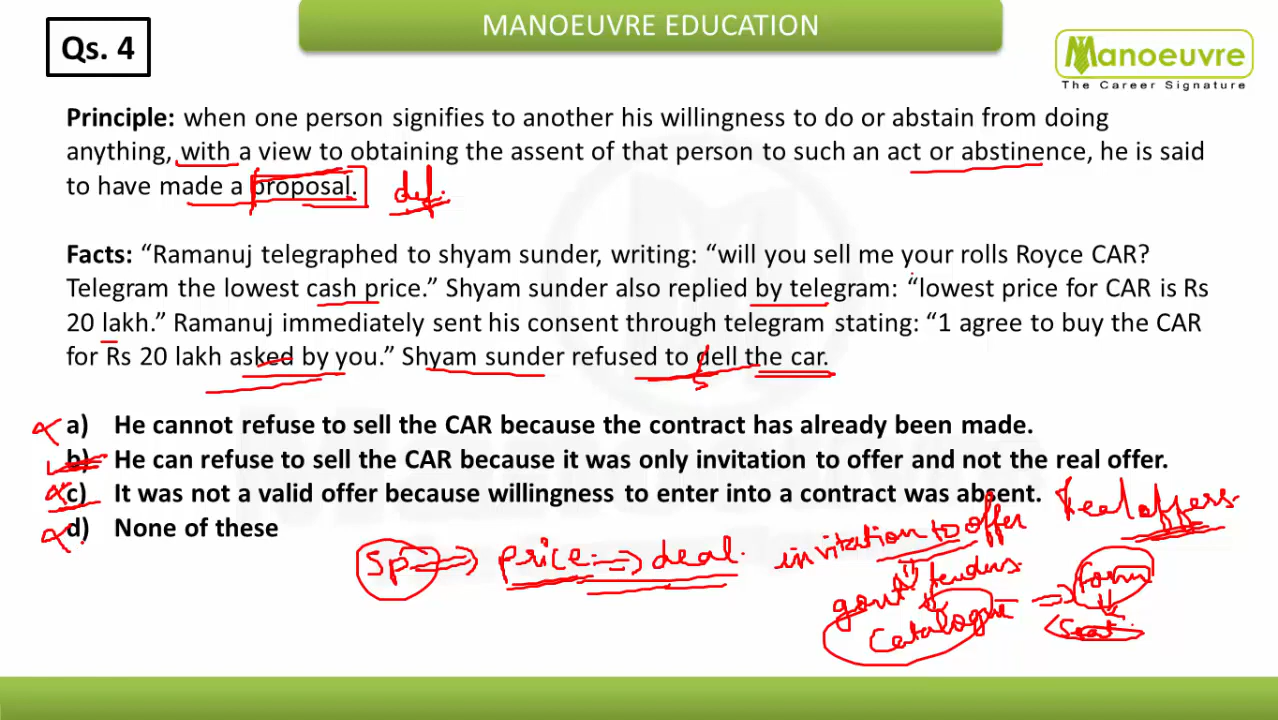 MANOEUVRE EDUCATION
Qs. 4
Manoeuvre
The Career Signature
Principle: when one person signifies to another his willingness to do or abstain from doing
anything, with a view to obtaining the assent of that person to such an act or abstinence, he is said
to have made a proposal.
def.
Facts: “Ramanuj telegraphed to shyam sunder, writing: “will you sell me your rolls Royce CAR?
Telegram the lowest cash price.” Shyam sunder also replied by telegram: “lowest price for CAR is Rs
20 lakh.” Ramanuj immediately sent his consent through telegram stating: “1 agree to buy the CAR
for Rs 20 lakh asked by you.” Shyam sunder refused to dell the car.
s
a) He cannot refuse to sell the CAR because the contract has already been made.
b) He can refuse to sell the CAR because it was only invitation to offer and not the real offer.
c) It was not a valid offer because willingness to enter into a contract was absent.
real offers.
d) None of these
SP price deal. invitation to offer
govt tenders
form
Catalogue
Seat.